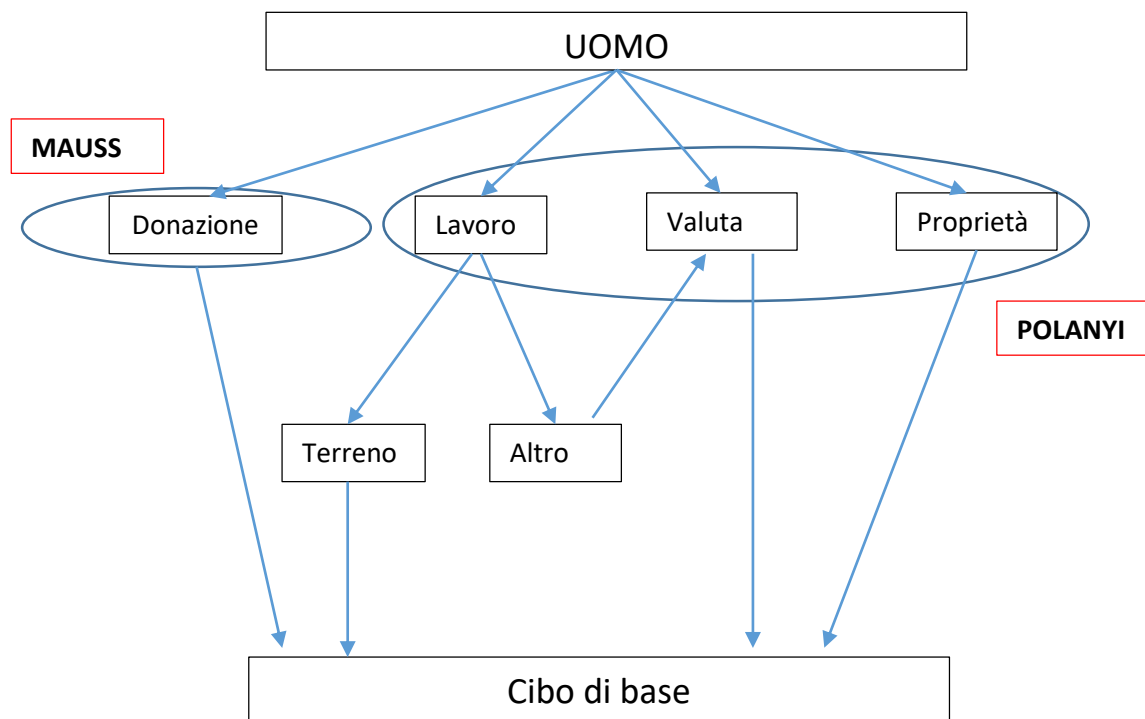 UOMO
MAUSS
Donazione
Lavoro
Valuta
Proprietà
POLANYI
Terreno
Altro
Cibo di base